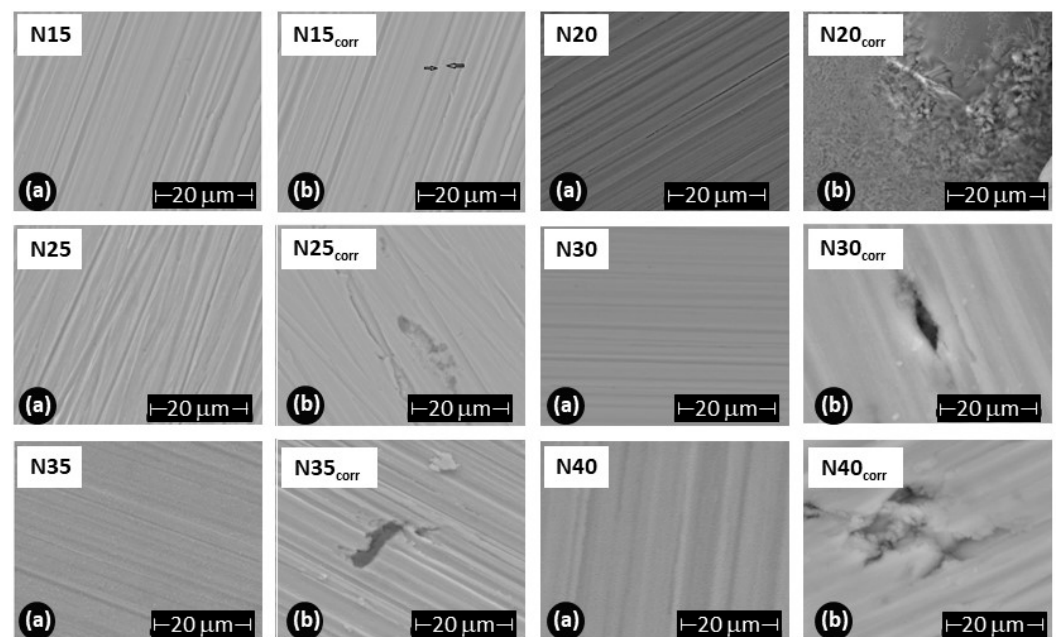 N15
(a)
20 μm
N15corr
(b)
20 μm
N20
(a)
20 μm
N20corr
(b)
20 μm
N25
(a)
20 μm
N25corr
(b)
20 μm
N30
(a)
20 μm
N30corr
(b)
20 μm
N35
(a)
20 μm
N35corr
(b)
20 μm
N40
(a)
20 μm
N40corr
(b)
20 μm